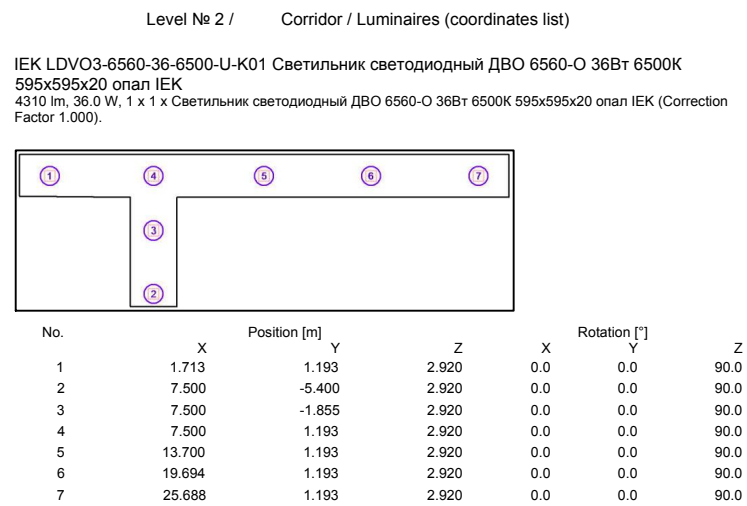 Level № 2 / Corridor / Luminaires (coordinates list)
IEK LDVO3-6560-36-6500-U-K01 Светильник светодиодный ДВО 6560-О 36Вт 6500К
595х595х20 опал IEK
4310 lm, 36.0 W, 1 x 1 x Светильник светодиодный ДВО 6560-О 36Вт 6500К 595х595х20 опал IEK (Correction
Factor 1.000).
1 4 5 6 7
3
2
No. Position [m] Rotation [°]
X Y Z X Y Z
1 1.713 1.193 2.920 0.0 0.0 90.0
2 7.500 -5.400 2.920 0.0 0.0 90.0
3 7.500 -1.855 2.920 0.0 0.0 90.0
4 7.500 1.193 2.920 0.0 0.0 90.0
5 13.700 1.193 2.920 0.0 0.0 90.0
6 19.694 1.193 2.920 0.0 0.0 90.0
7 25.688 1.193 2.920 0.0 0.0 90.0